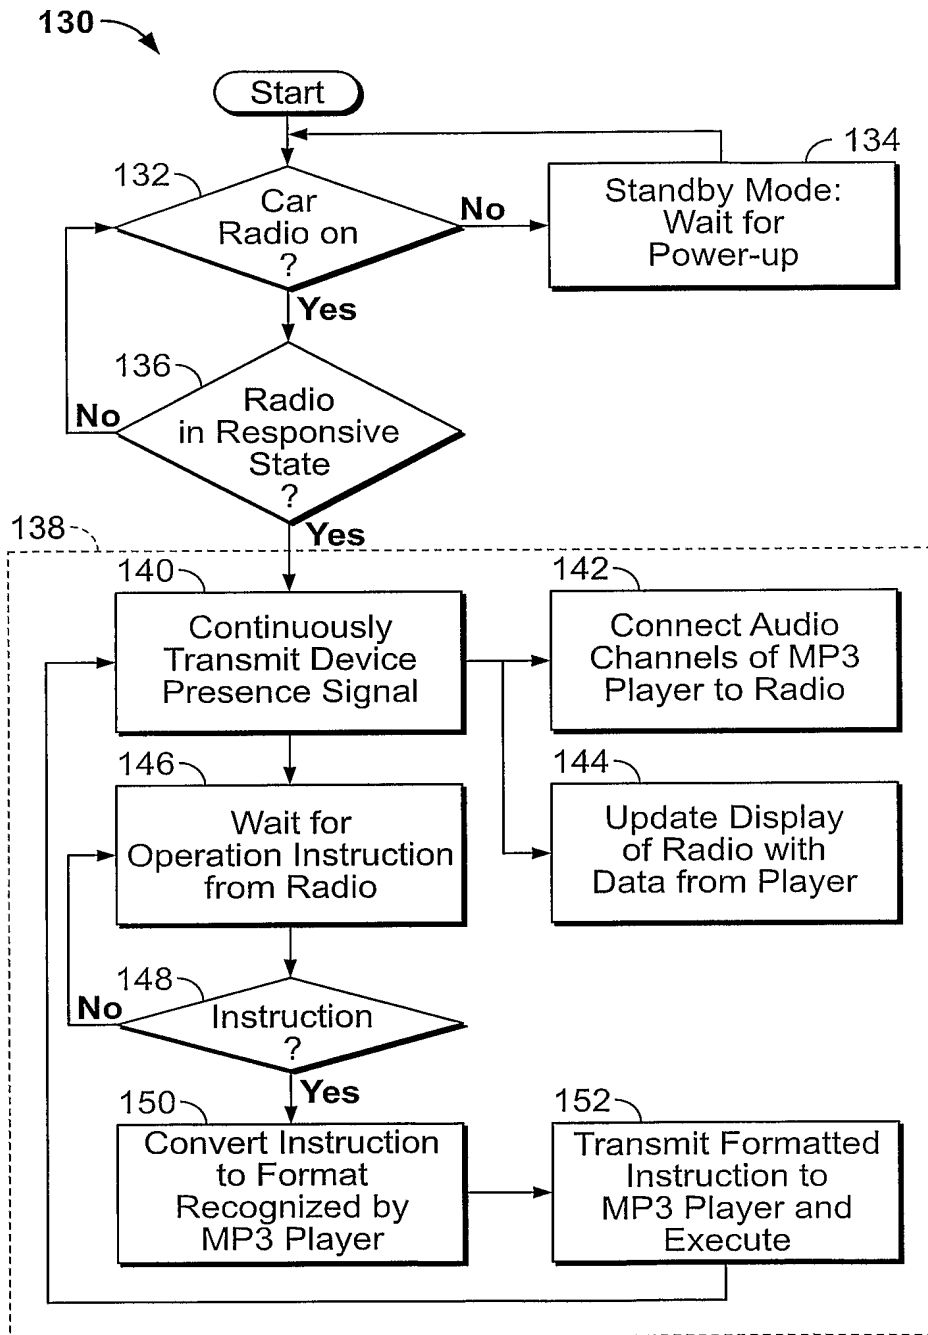 130
Start
132
Car
Radio on
?
No
134
Standby Mode:
Wait for
Power-up
Yes
136
Radio
in Responsive
State
?
No
Yes
138
140
Continuously
Transmit Device
Presence Signal
142
Connect Audio
Channels of MP3
Player to Radio
146
Wait for
Operation Instruction
from Radio
144
Update Display
of Radio with
Data from Player
148
Instruction
?
No
Yes
150
Convert Instruction
to Format
Recognized by
MP3 Player
152
Transmit Formatted
Instruction to
MP3 Player and
Execute